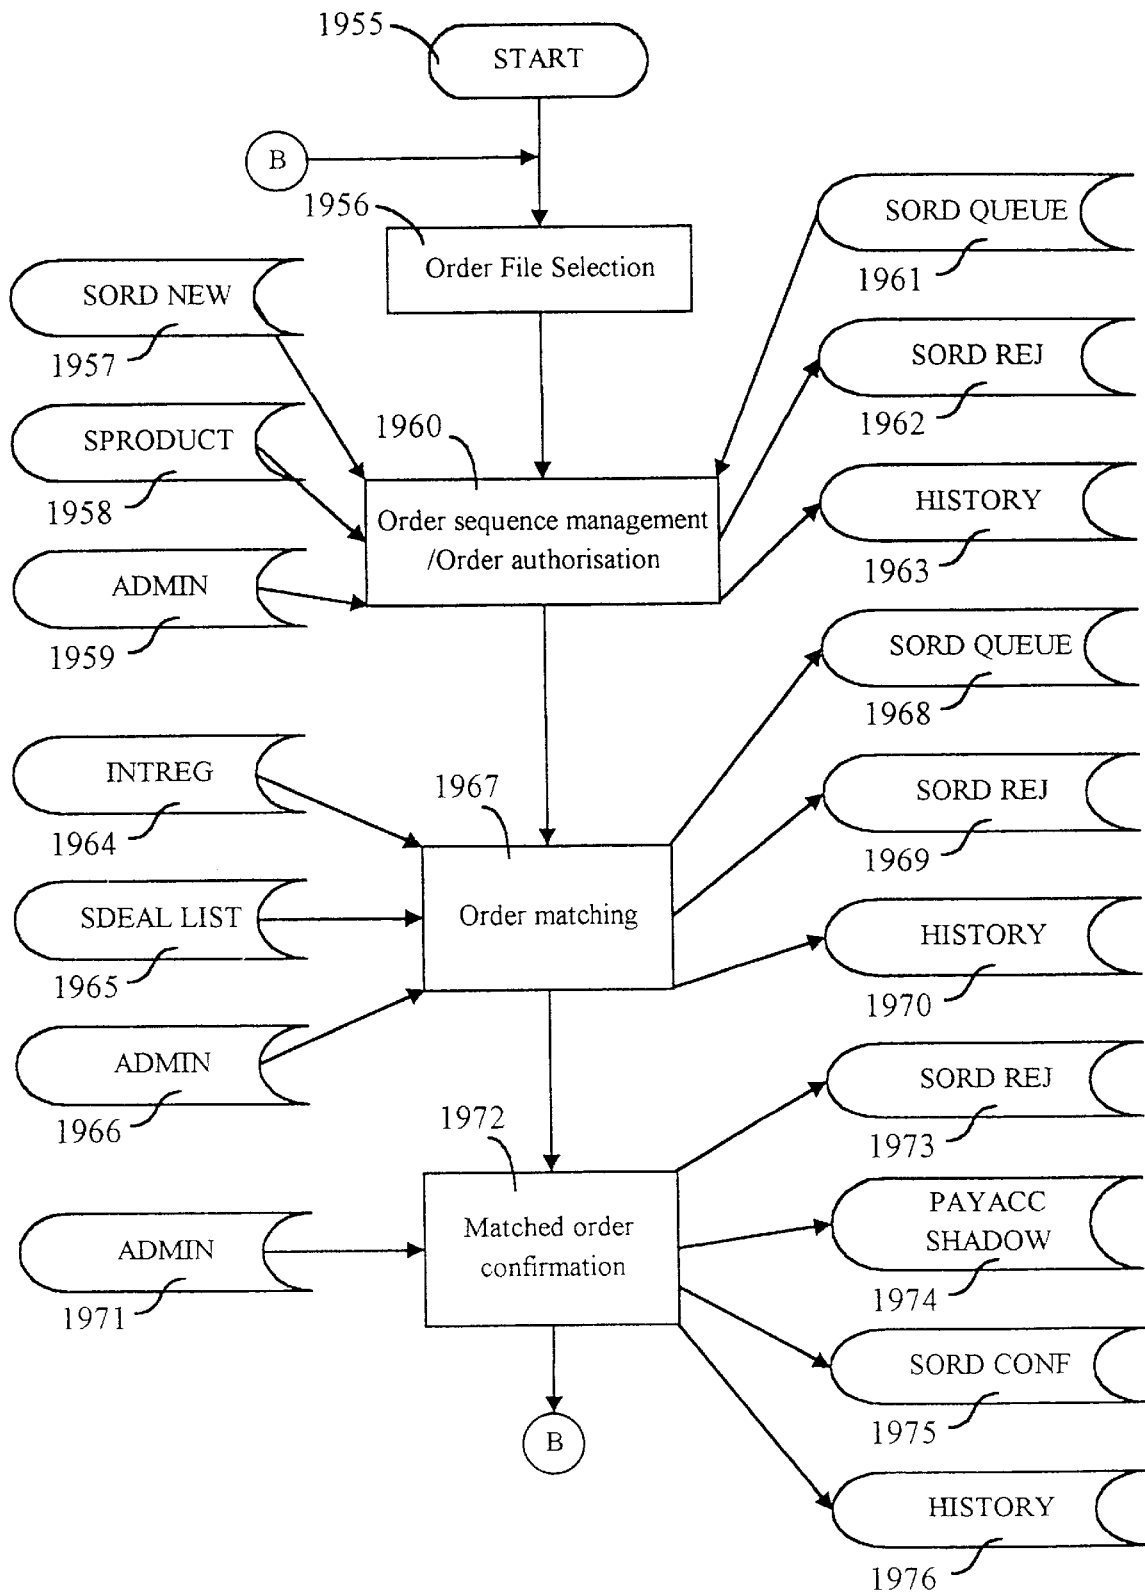 1955
START
B
1956
Order File Selection
SORD QUEUE
1961
SORD NEW
1957
SORD REJ
1962
SPRODUCT
1958
1960
Order sequence management
/Order authorisation
HISTORY
1963
ADMIN
1959
SORD QUEUE
1968
INTREG
1964
1967
Order matching
SORD REJ
1969
SDEAL LIST
1965
HISTORY
1970
ADMIN
1966
SORD REJ
1973
1972
Matched order
confirmation
PAYACC
SHADOW
1974
ADMIN
1971
SORD CONF
1975
B
HISTORY
1976